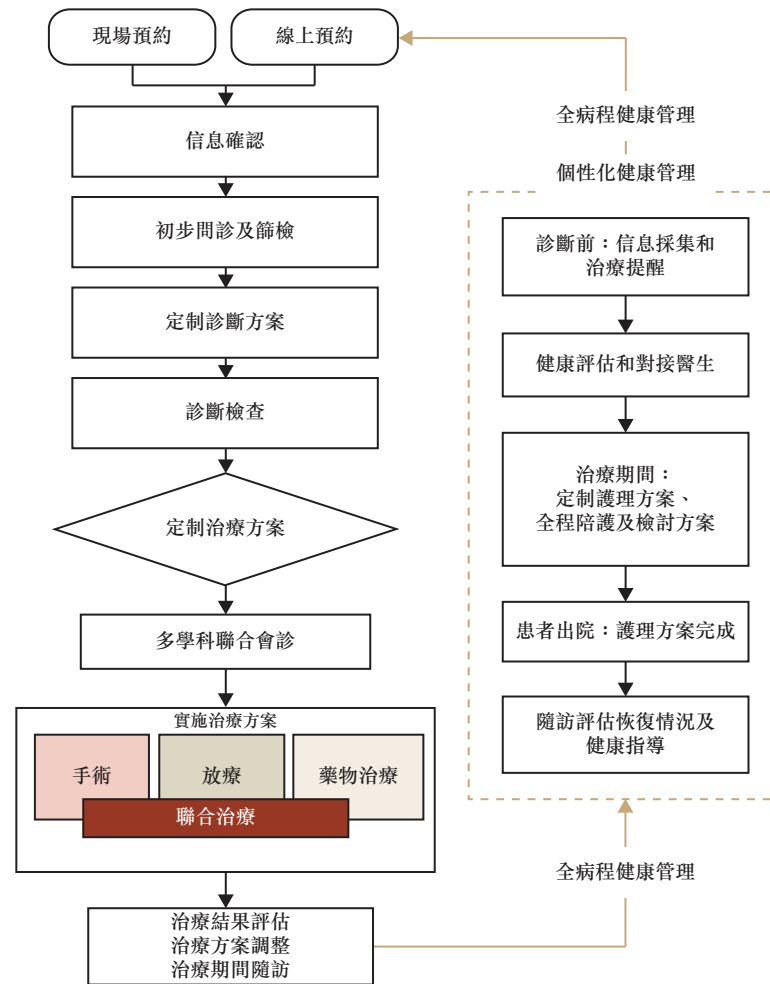 現場預約
線上預約
信息確認
初步問診及篩檢
定制診斷方案
診斷檢查
定制治療方案
多學科聯合會診
實施治療方案
手術
放療
藥物治療
聯合治療
治療結果評估
治療方案調整
治療期間隨訪
全病程健康管理
個性化健康管理
診斷前：信息採集和
治療提醒
健康評估和對接醫生
治療期間：
定制護理方案、
全程陪護及檢討方案
患者出院：護理方案完成
隨訪評估恢復情況及
健康指導
全病程健康管理